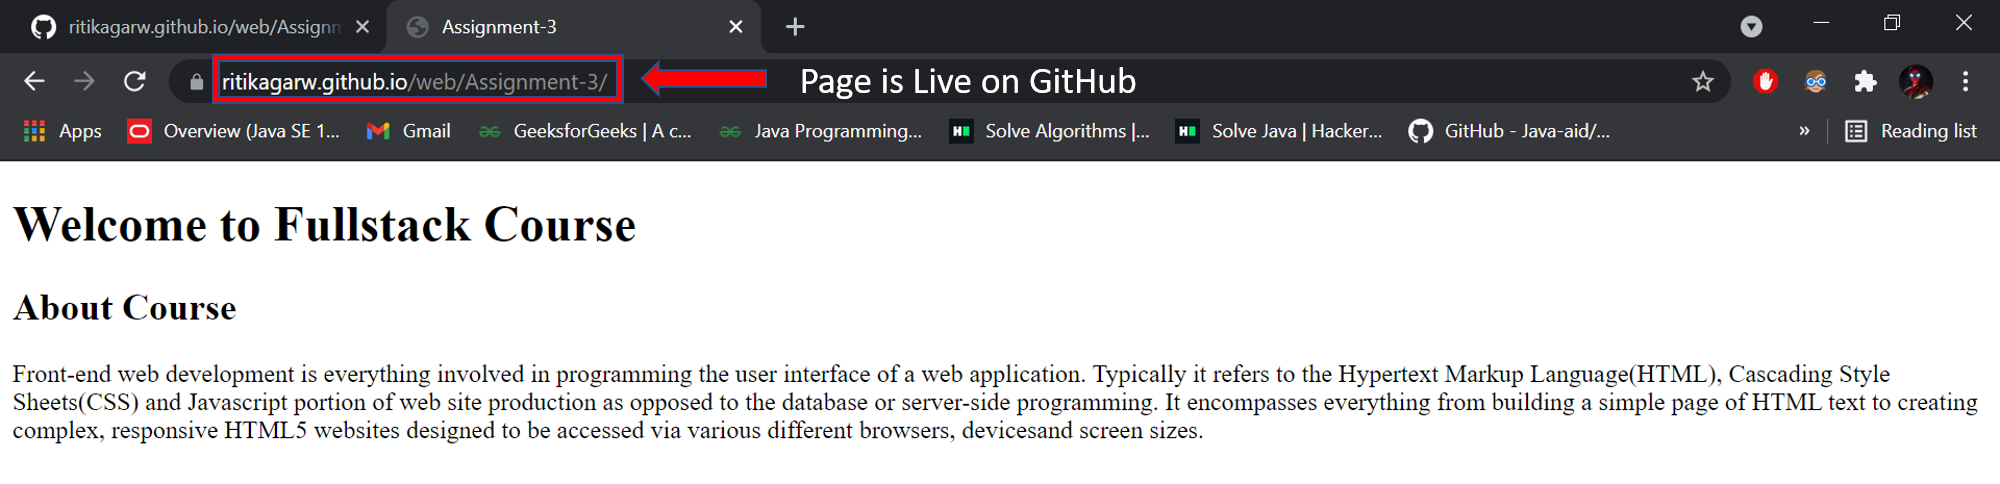 ritikagarw.github.io/web/Assignm
Assignment-3
ritikagarw.github.io/web/Assignment-3/
Page is Live on GitHub
Apps
Overview (Java SE 1...
Gmail
GeeksforGeeks | A c...
Java Programming...
Solve Algorithms |...
Solve Java | Hacker...
GitHub - Java-aid/...
»
Reading list
Welcome to Fullstack Course
About Course
Front-end web development is everything involved in programming the user interface of a web application. Typically it refers to the Hypertext Markup Language(HTML), Cascading Style
Sheets(CSS) and Javascript portion of web site production as opposed to the database or server-side programming. It encompasses everything from building a simple page of HTML text to creating
complex, responsive HTML5 websites designed to be accessed via various different browsers, devicesand screen sizes.